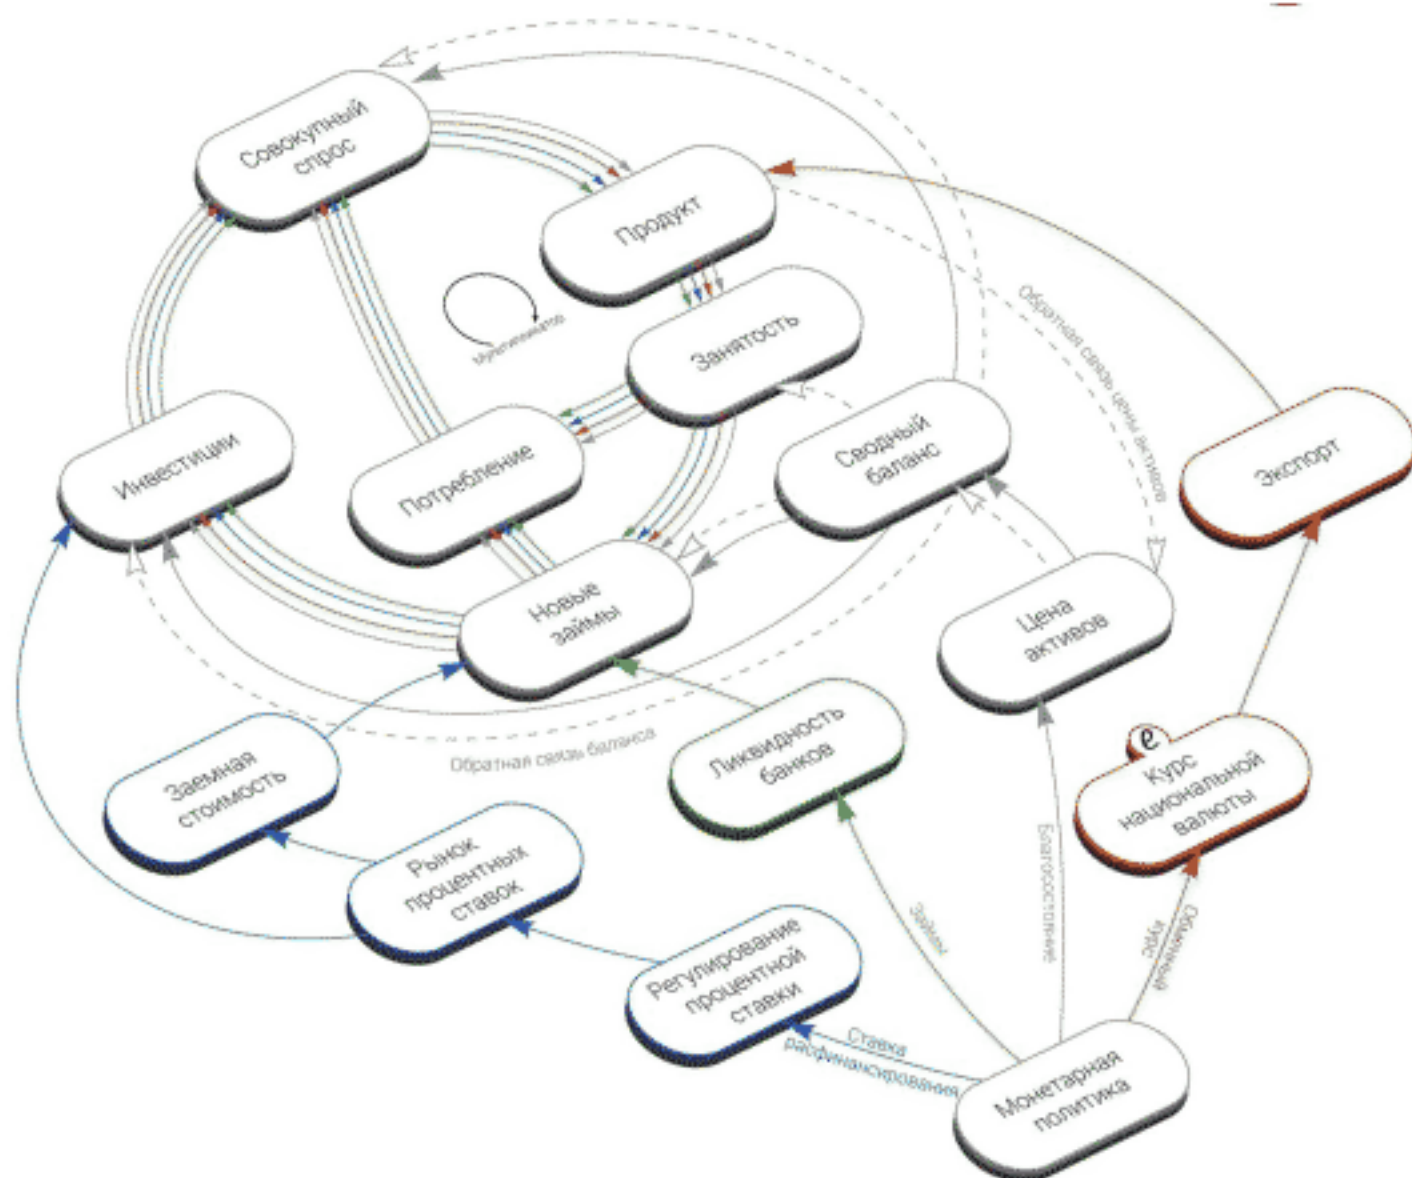 Совокупный
спрос
Продукт
Мультипликатор
Занятость
Обратная связь цены активов
Инвестиции
Потребление
Сводный
баланс
Экспорт
Новые
займы
Цена
активов
Обратная связь баланса
Заемная
стоимость
Ликвидность
банков
e
Курс
национальной
валюты
Рынок
процентных
ставок
Займы
Благосостояние
Обменный
курс
Регулирование
процентной
ставки
Ставка
расфинансирования
Монетарная
политика